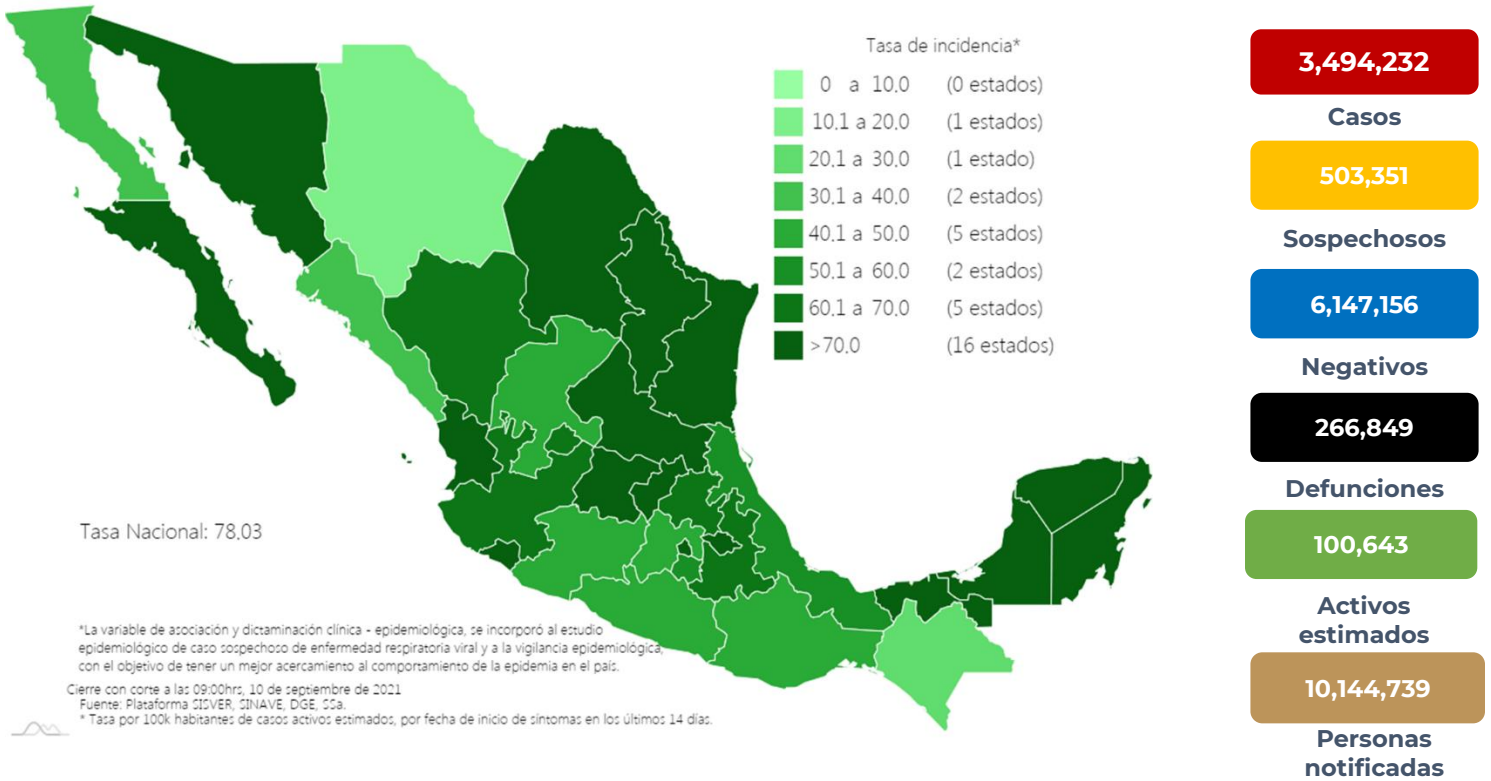 Tasa de incidencia*
0 a 10.0 (0 estados)
10.1 a 20.0 (1 estados)
20.1 a 30.0 (1 estado)
30.1 a 40.0 (2 estados)
40.1 a 50.0 (5 estados)
50.1 a 60.0 (2 estados)
60.1 a 70.0 (5 estados)
>70.0 (16 estados)
Tasa Nacional: 78.03
*La variable de asociación y dictaminación clínica - epidemiológica, se incorporó al estudio
epidemiológico de caso sospechoso de enfermedad respiratoria viral y a la vigilancia epidemiológica,
con el objetivo de tener un mejor acercamiento al comportamiento de la epidemia en el país.
Cierre con corte a las 09:00hrs, 10 de septiembre de 2021
Fuente: Plataforma SISVER, SINAVE, DGE, SSa.
* Tasa por 100k habitantes de casos activos estimados, por fecha de inicio de síntomas en los últimos 14 días.
3,494,232
Casos
503,351
Sospechosos
6,147,156
Negativos
266,849
Defunciones
100,643
Activos
estimados
10,144,739
Personas
notificadas